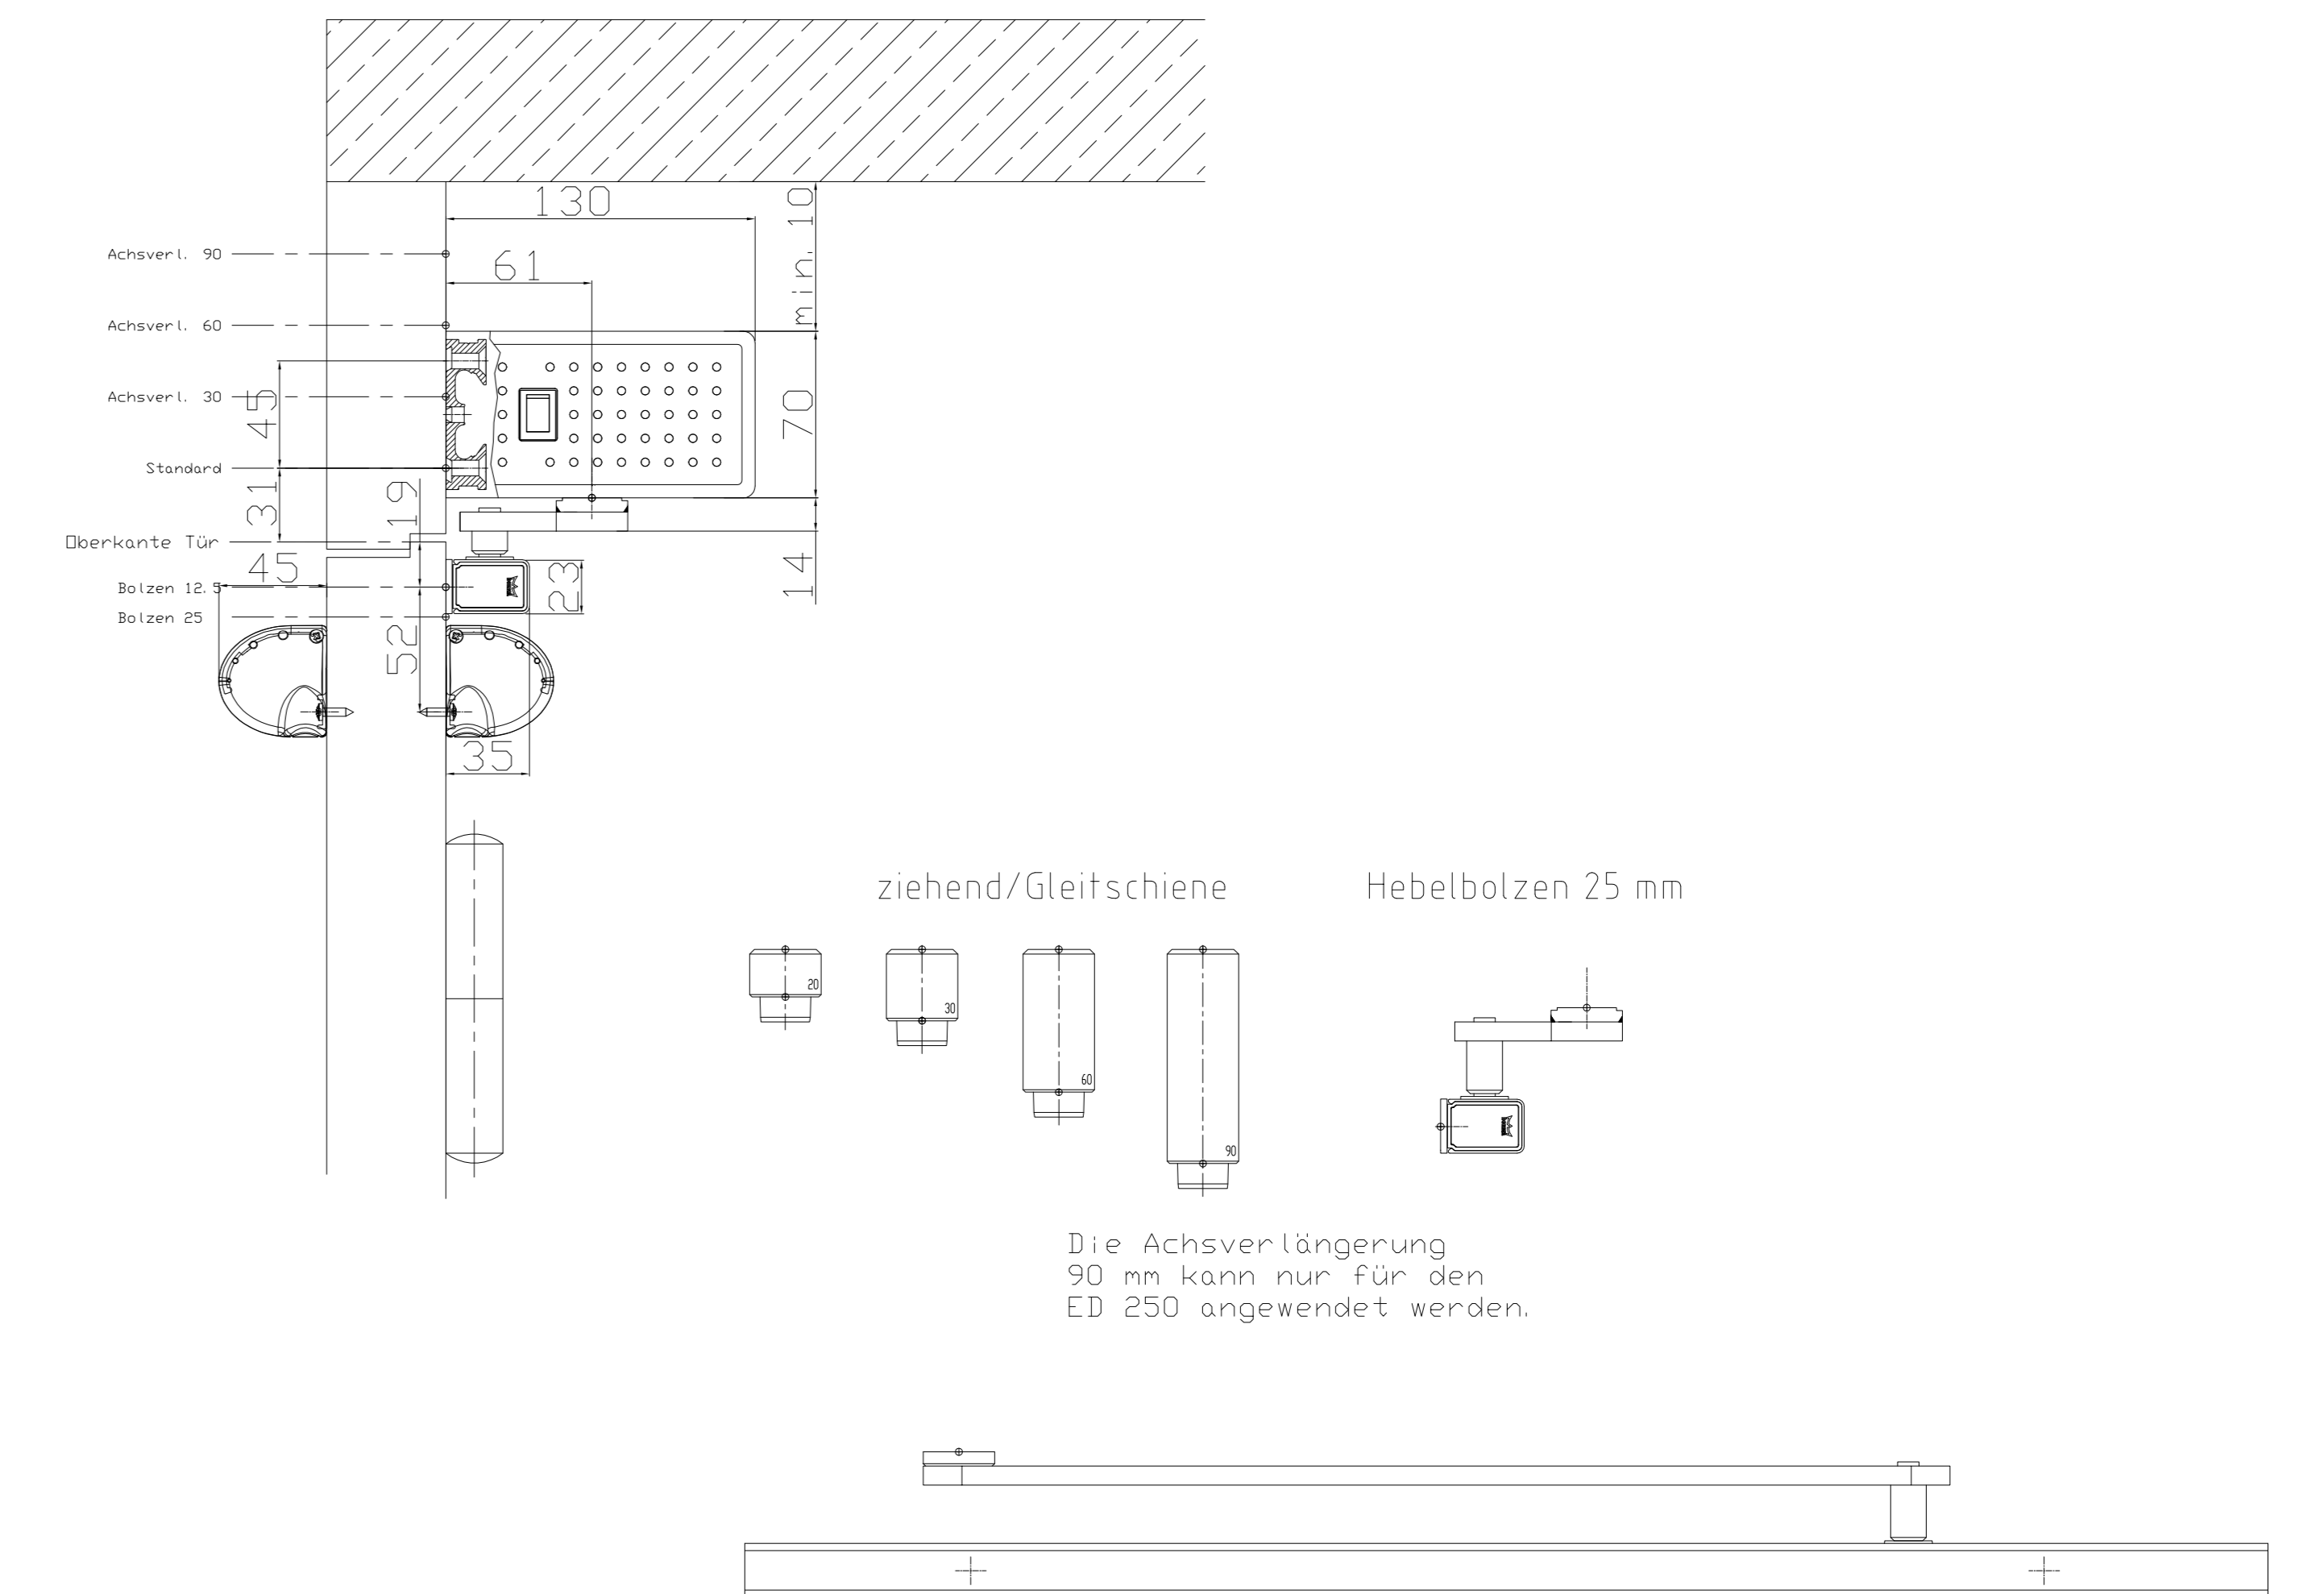 130
min. 10
Achsverl. 90
61
Achsverl. 60
Achsverl. 30
45
70
Standard
31
19
Oberkante Tür
45
14
23
Bolzen 12.5
Bolzen 25
52
35
ziehend/Gleitschiene
Hebelbolzen 25 mm
20
30
60
90
Die Achsverlängerung
90 mm kann nur für den
ED 250 angewendet werden.